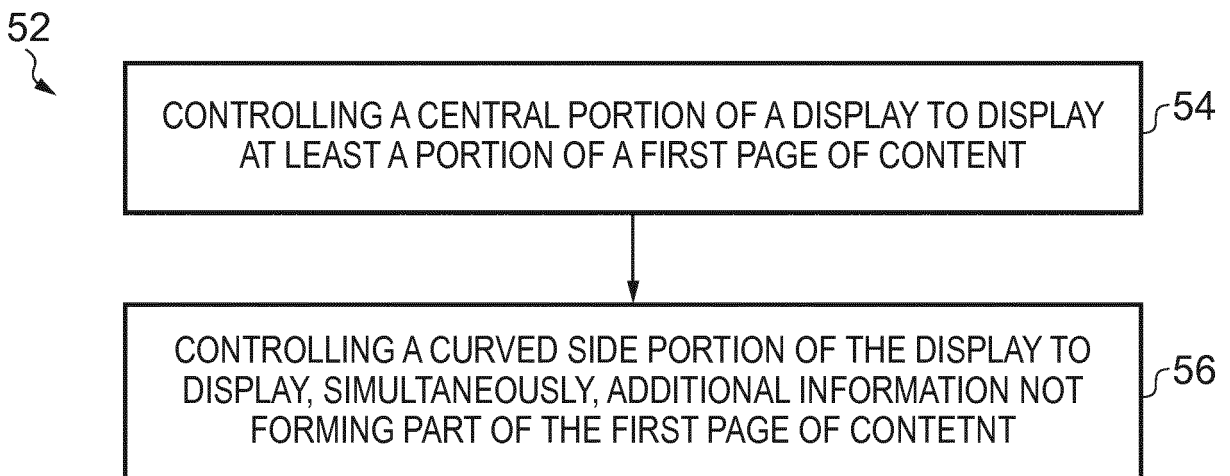 52
CONTROLLING A CENTRAL PORTION OF A DISPLAY TO DISPLAY
AT LEAST A PORTION OF A FIRST PAGE OF CONTENT
54
CONTROLLING A CURVED SIDE PORTION OF THE DISPLAY TO
DISPLAY, SIMULTANEOUSLY, ADDITIONAL INFORMATION NOT
FORMING PART OF THE FIRST PAGE OF CONTETNT
56